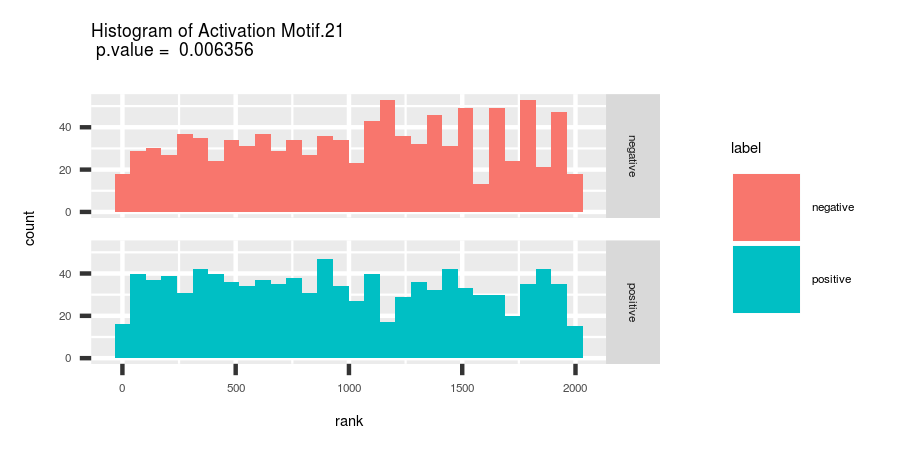 Histogram of Activation Motif.21
p.value = 0.006356
count
40
20
0
negative
40
20
0
positive
0
500
1000
1500
2000
rank
label
negative
positive